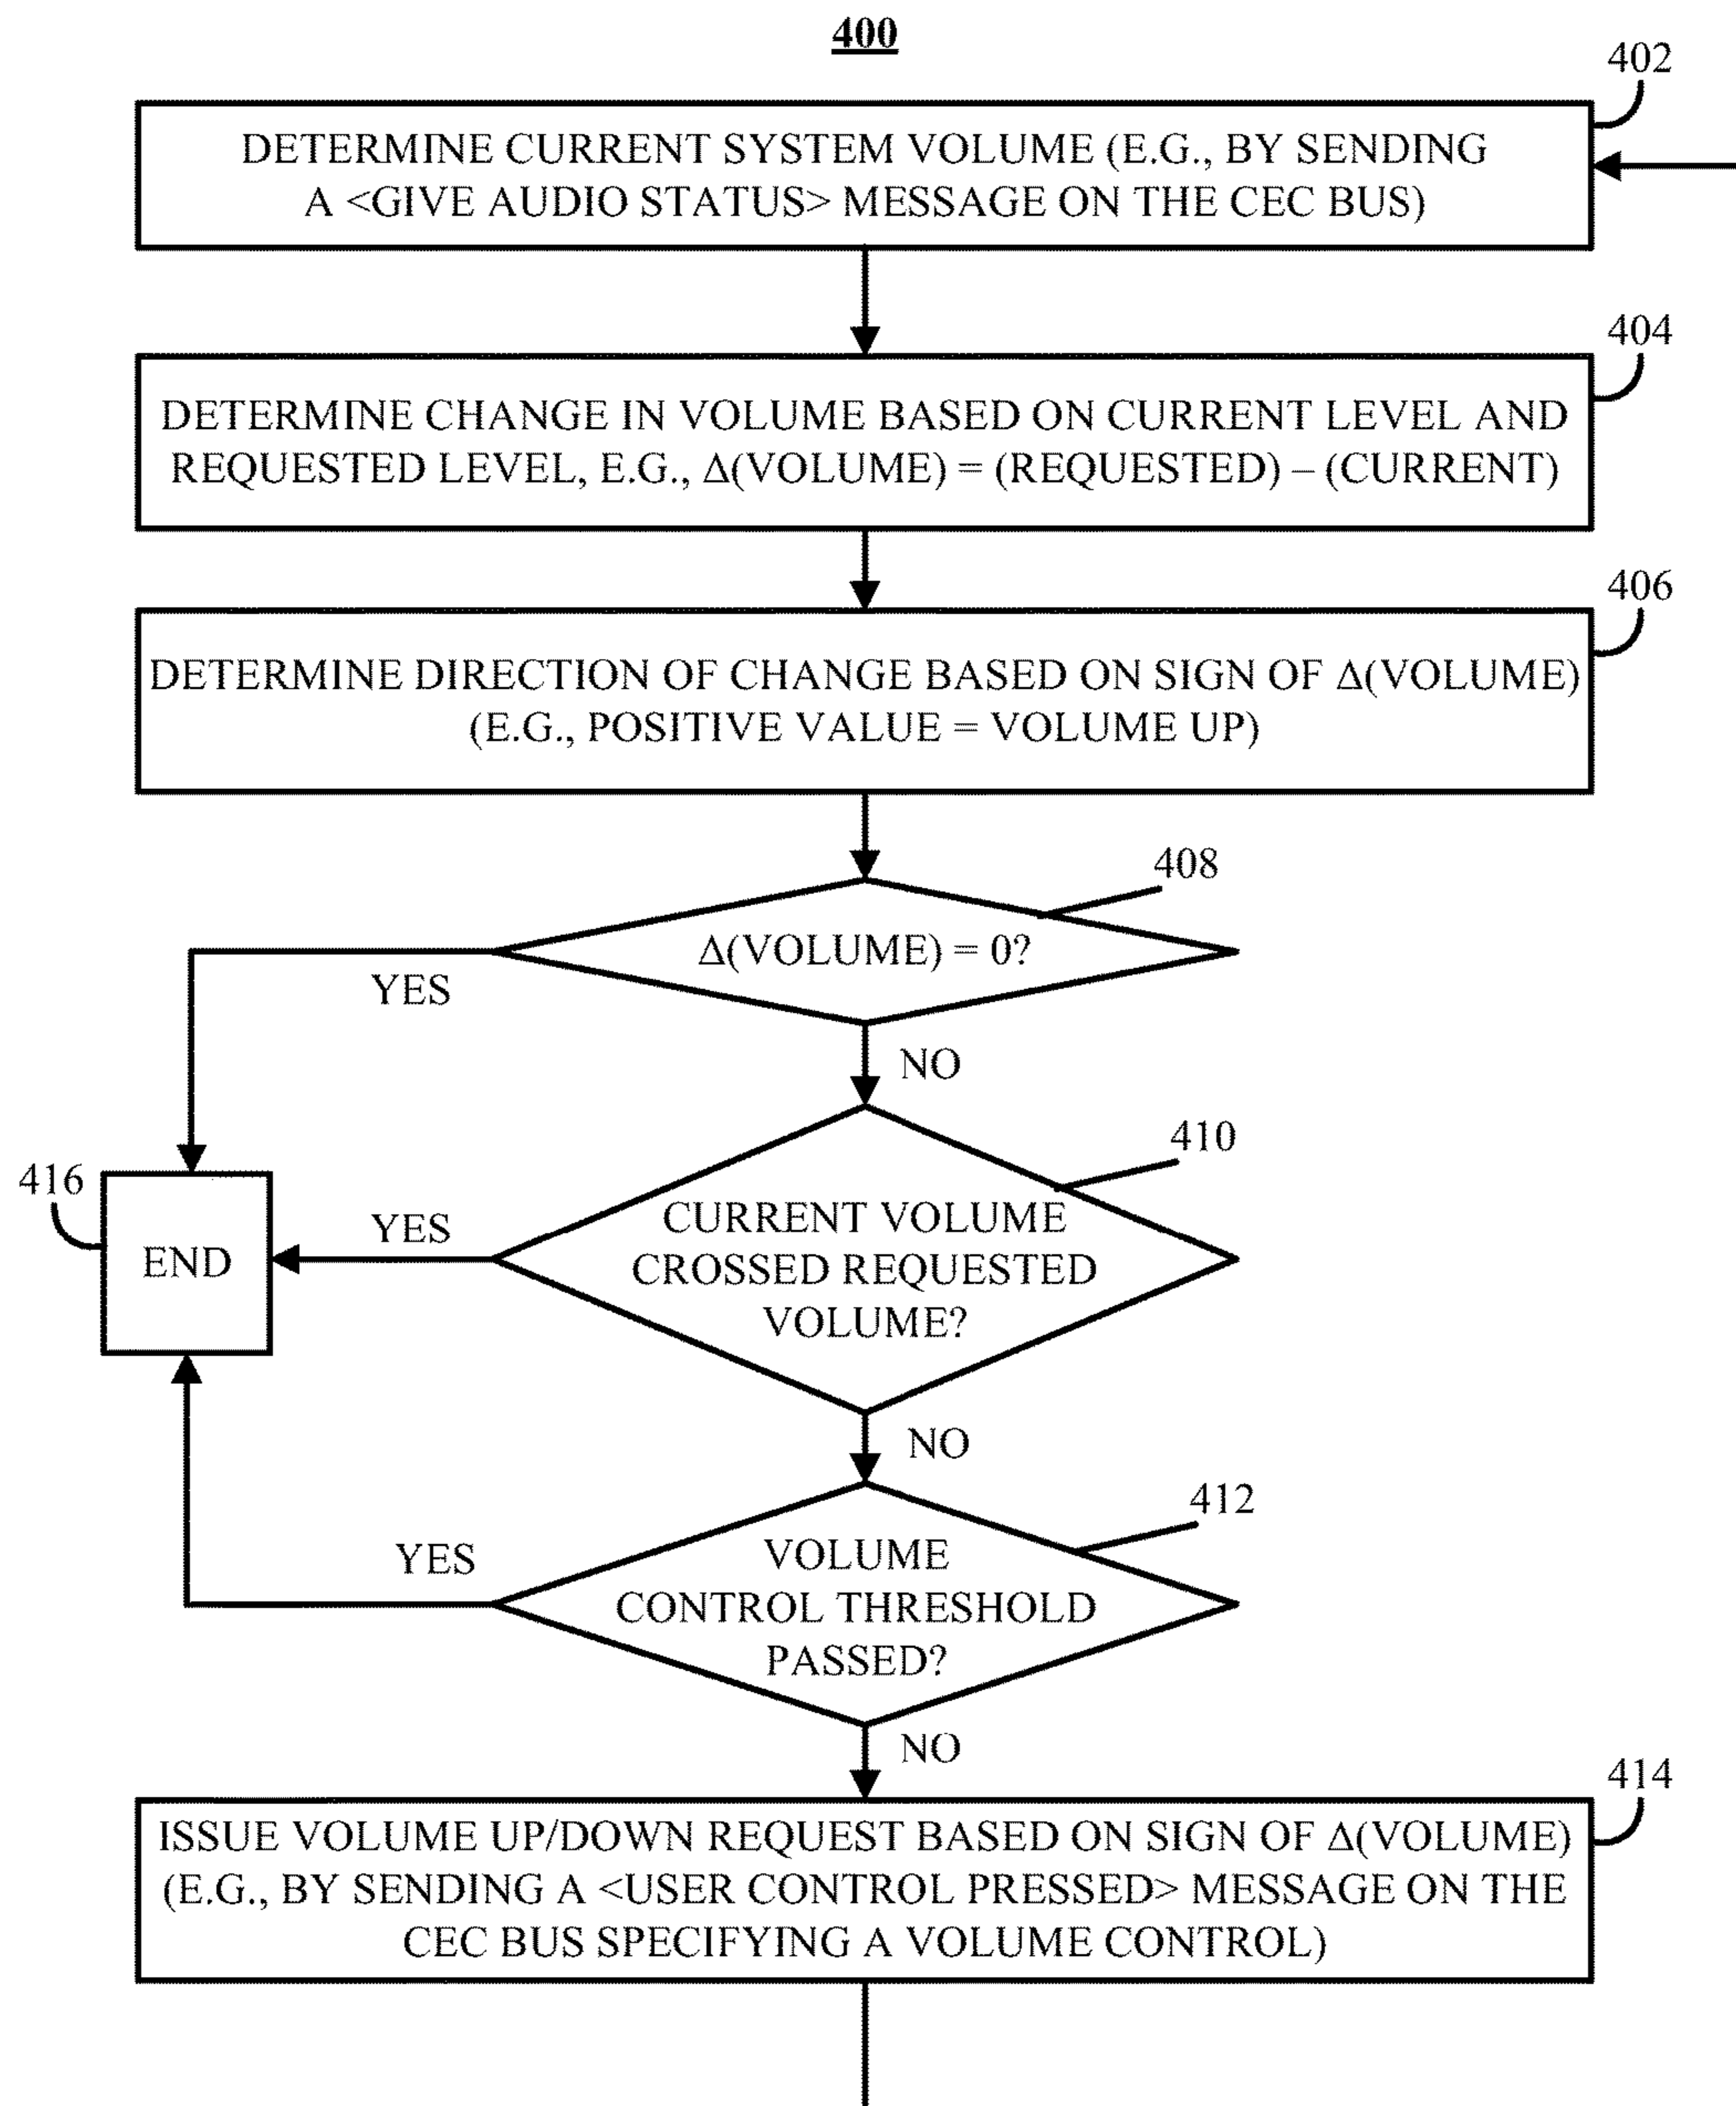 400
402
DETERMINE CURRENT SYSTEM VOLUME (E.G., BY SENDING
A <GIVE AUDIO STATUS> MESSAGE ON THE CEC BUS)
404
DETERMINE CHANGE IN VOLUME BASED ON CURRENT LEVEL AND
REQUESTED LEVEL, E.G., Δ(VOLUME) = (REQUESTED) – (CURRENT)
406
DETERMINE DIRECTION OF CHANGE BASED ON SIGN OF Δ(VOLUME)
(E.G., POSITIVE VALUE = VOLUME UP)
408
Δ(VOLUME) = 0?
YES
NO
410
416
END
YES
CURRENT VOLUME
CROSSED REQUESTED
VOLUME?
NO
412
YES
VOLUME
CONTROL THRESHOLD
PASSED?
NO
414
ISSUE VOLUME UP/DOWN REQUEST BASED ON SIGN OF Δ(VOLUME)
(E.G., BY SENDING A <USER CONTROL PRESSED> MESSAGE ON THE
CEC BUS SPECIFYING A VOLUME CONTROL)